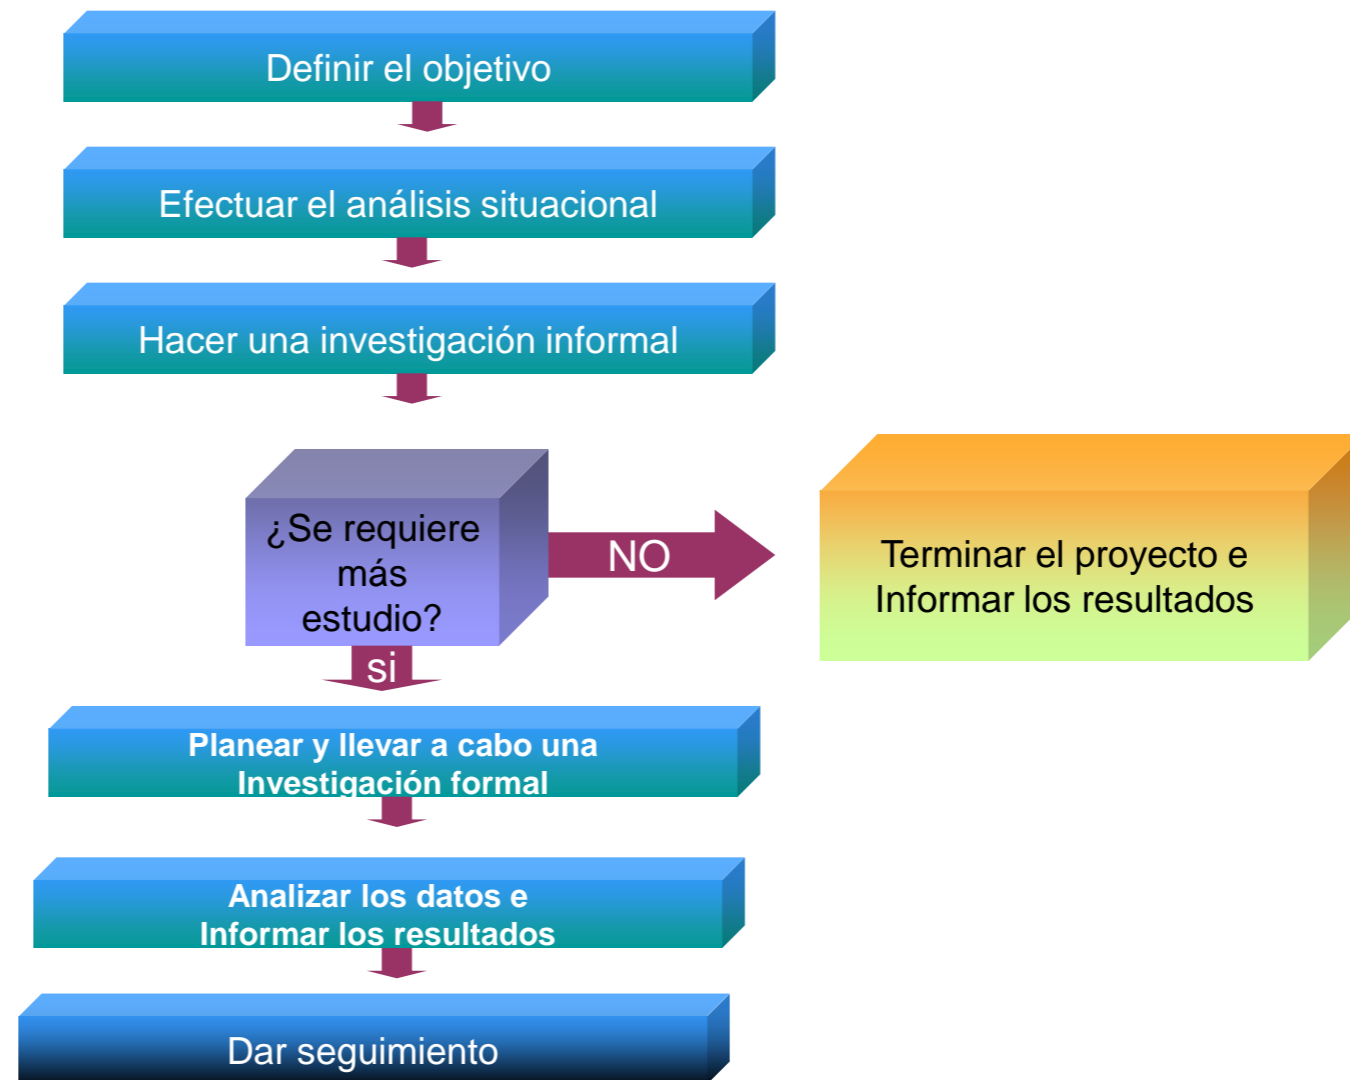 Definir el objetivo
Efectuar el análisis situacional
Hacer una investigación informal
¿Se requiere
más
estudio?
NO
Terminar el proyecto e
Informar los resultados
si
Planear y llevar a cabo una
Investigación formal
Analizar los datos e
Informar los resultados
Dar seguimiento